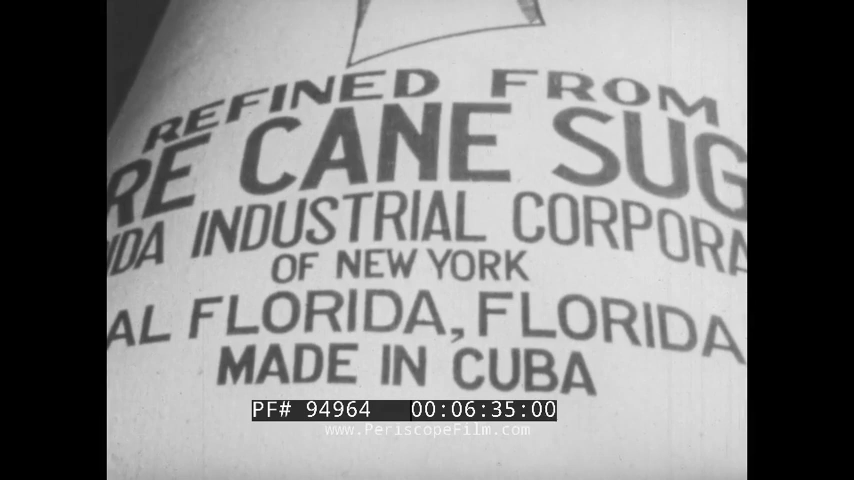 REFINED FROM
RE CANE SUG
IDA INDUSTRIAL CORPORA
OF NEW YORK
AL FLORIDA, FLORIDA
MADE IN CUBA
PF# 94964 00:06:35:00
www.PeriscopeFilm.com